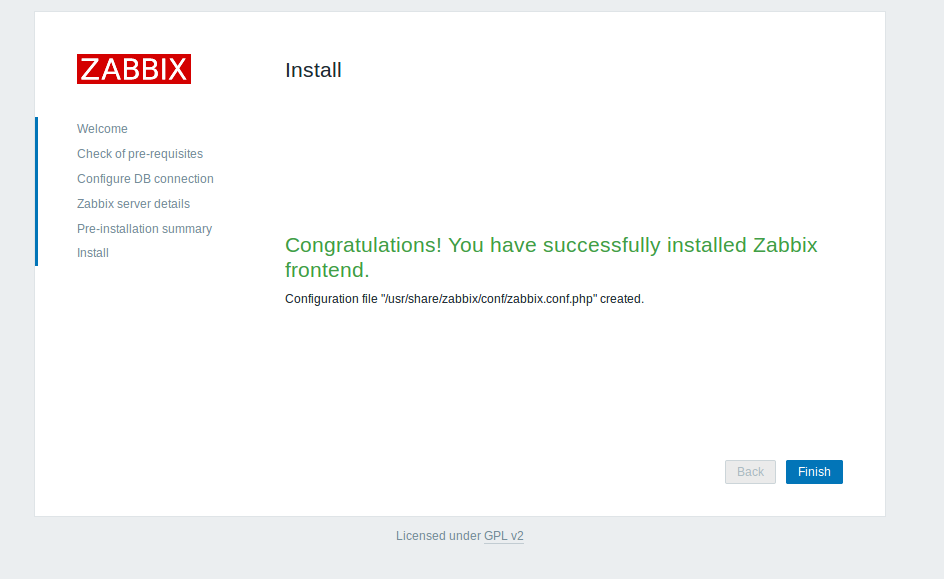 ZABBIX
Install
Welcome
Check of pre-requisites
Configure DB connection
Zabbix server details
Pre-installation summary
Install
Congratulations! You have successfully installed Zabbix
frontend.
Configuration file "/usr/share/zabbix/conf/zabbix.conf.php" created.
Back
Finish
Licensed under GPL v2